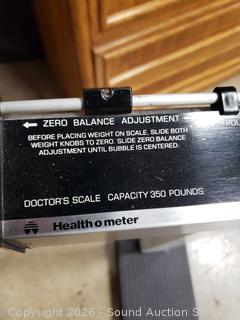 ← ZERO BALANCE ADJUSTMENT →
BEFORE PLACING WEIGHT ON SCALE, SLIDE BOTH
WEIGHT KNOBS TO ZERO. SLIDE ZERO BALANCE
ADJUSTMENT UNTIL BUBBLE IS CENTERED.
DOCTOR'S SCALE CAPACITY 350 POUNDS
Health o meter
Copyright 2026 - Sound Auction S